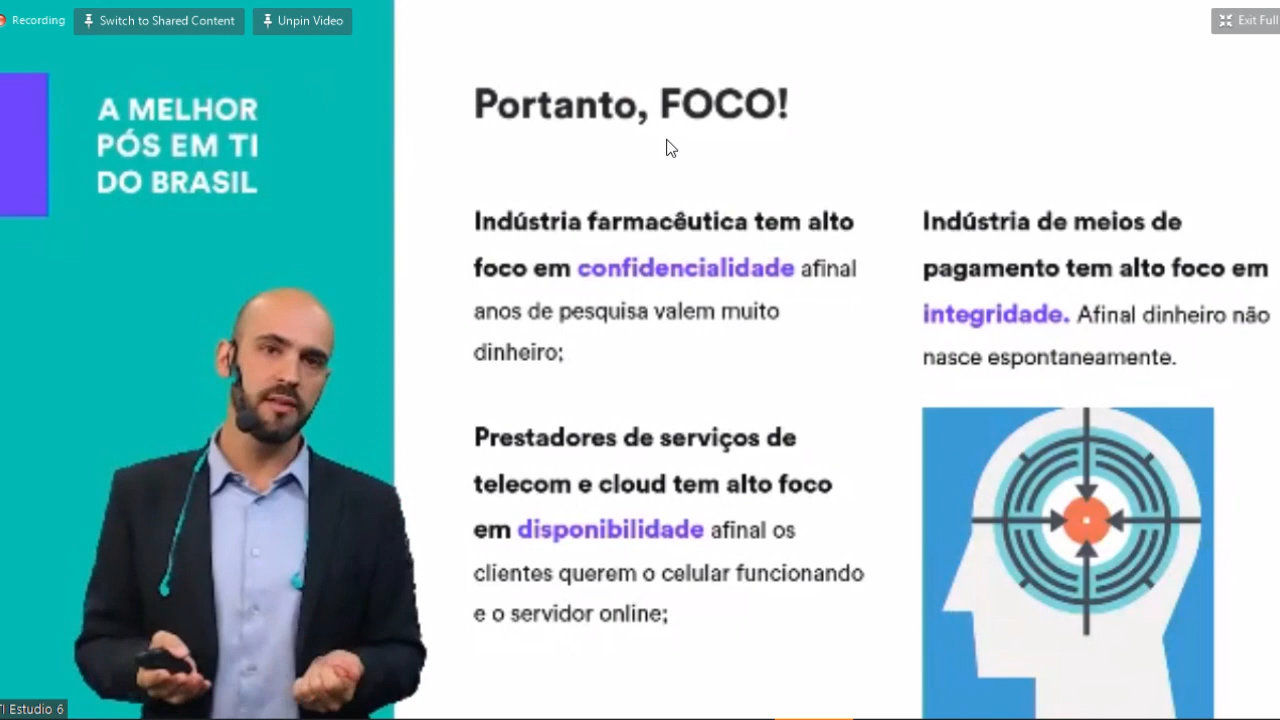 Recording
Switch to Shared Content
Unpin Video
Exit Full
A MELHOR
PÓS EM TI
DO BRASIL
Portanto, FOCO!
Indústria farmacêutica tem alto
foco em confidencialidade afinal
anos de pesquisa valem muito
dinheiro;
Prestadores de serviços de
telecom e cloud tem alto foco
em disponibilidade afinal os
clientes querem o celular funcionando
e o servidor online;
Indústria de meios de
pagamento tem alto foco em
integridade. Afinal dinheiro não
nasce espontaneamente.
TI Estudio 6